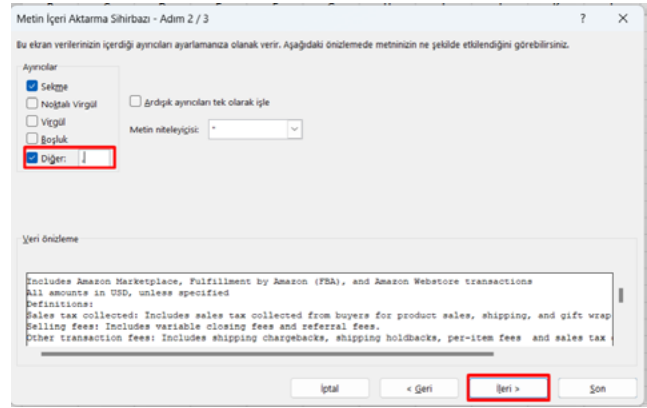 Metin İçeri Aktarma Sihirbazı - Adım 2 / 3
Bu ekran verilerinizin içerdiği ayırıcıları ayarlamanıza olanak verir. Aşağıdaki önizlemede metninizin ne şekilde etkilendiğini görebilirsiniz.
Ayırıcılar
Sekme
Noktalı Virgül
Virgül
Boşluk
Diğer:
Ardışık ayırıcıları tek olarak işle
Metin niteleyicisi: "
Veri önizleme
Includes Amazon Marketplace, Fulfillment by Amazon (FBA), and Amazon Webstore transactions
All amounts in USD, unless specified
Definitions:
Sales tax collected: Includes sales tax collected from buyers for product sales, shipping, and gift wrap
Selling fees: Includes variable closing fees and referral fees.
Other transaction fees: Includes shipping chargebacks, shipping holdbacks, per-item fees and sales tax
İptal
< Geri
İleri >
Son